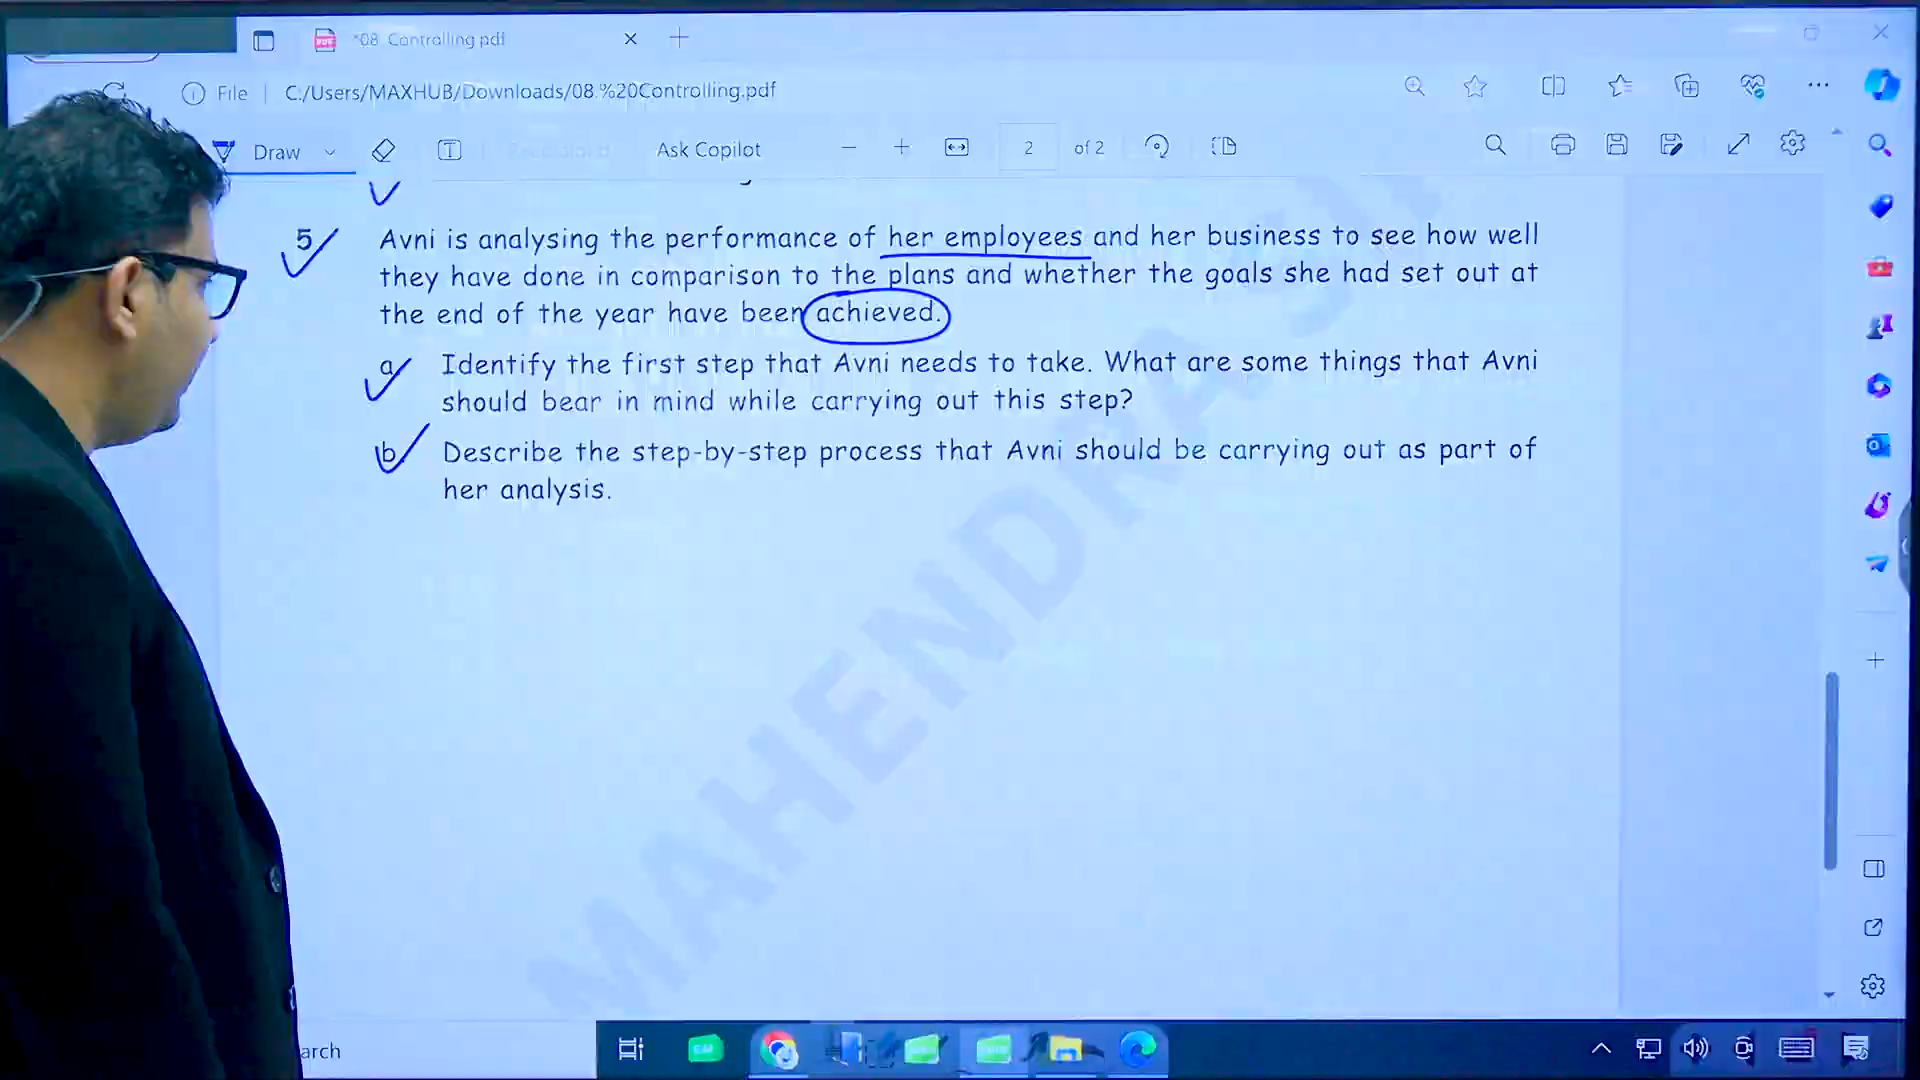 *08. Controlling.pdf
File
C:/Users/MAXHUB/Downloads/08.%20Controlling.pdf
Draw
Ask Copilot
2
of 2
5 Avni is analysing the performance of her employees and her business to see how well
they have done in comparison to the plans and whether the goals she had set out at
the end of the year have been achieved.
a Identify the first step that Avni needs to take. What are some things that Avni
should bear in mind while carrying out this step?
b Describe the step-by-step process that Avni should be carrying out as part of
her analysis.
MAHENDRA
arch